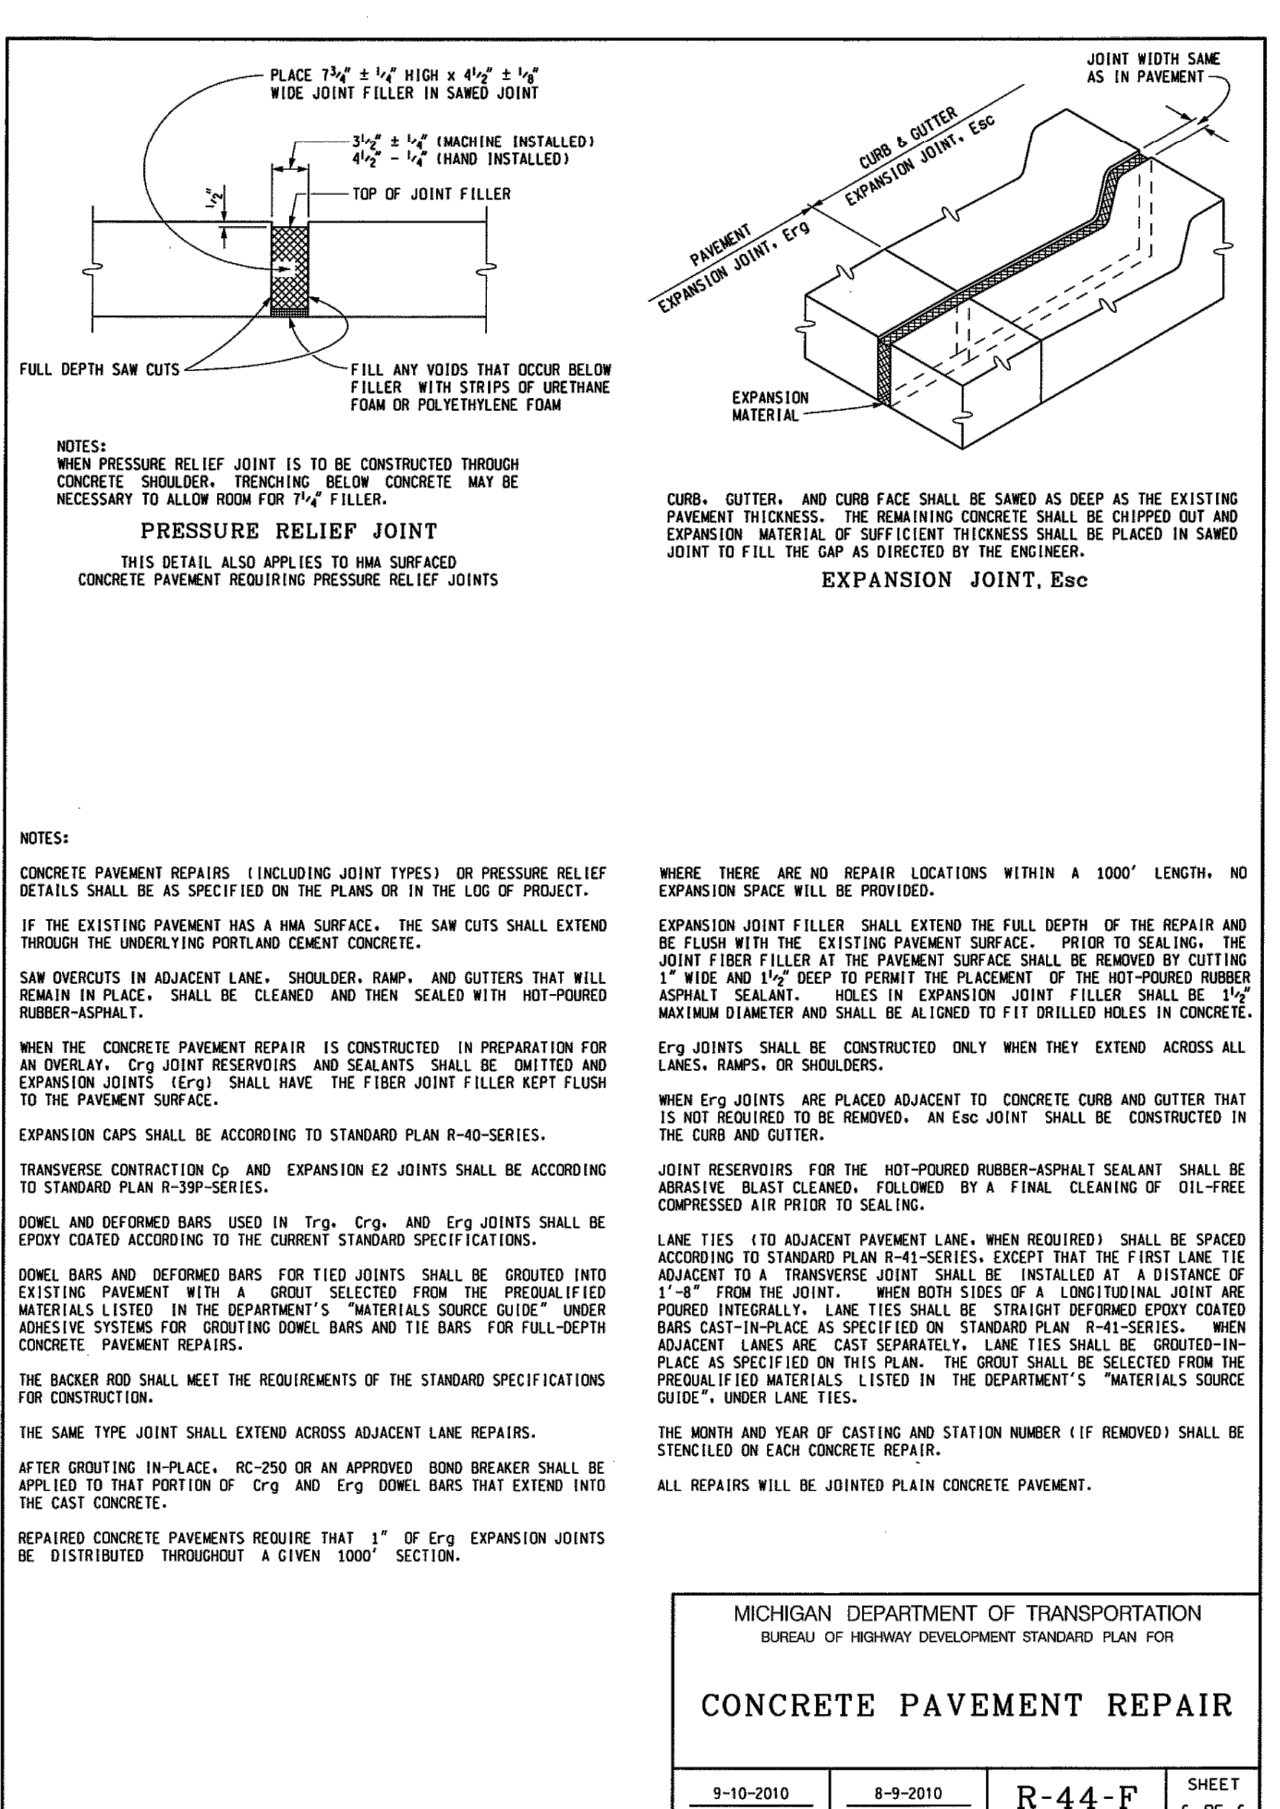 PLACE 7 3/4" ± 1/4" HIGH x 4 1/2" ± 1/8"
WIDE JOINT FILLER IN SAWED JOINT
3 1/2" ± 1/4" (MACHINE INSTALLED)
4 1/2" - 1/4" (HAND INSTALLED)
TOP OF JOINT FILLER
1/2"
FULL DEPTH SAW CUTS
FILL ANY VOIDS THAT OCCUR BELOW
FILLER WITH STRIPS OF URETHANE
FOAM OR POLYETHYLENE FOAM
NOTES:
WHEN PRESSURE RELIEF JOINT IS TO BE CONSTRUCTED THROUGH
CONCRETE SHOULDER, TRENCHING BELOW CONCRETE MAY BE
NECESSARY TO ALLOW ROOM FOR 7 1/4" FILLER.
PRESSURE RELIEF JOINT
THIS DETAIL ALSO APPLIES TO HMA SURFACED
CONCRETE PAVEMENT REQUIRING PRESSURE RELIEF JOINTS
JOINT WIDTH SAME
AS IN PAVEMENT
CURB & GUTTER
EXPANSION JOINT, Esc
PAVEMENT
EXPANSION JOINT, Erg
EXPANSION
MATERIAL
CURB, GUTTER, AND CURB FACE SHALL BE SAWED AS DEEP AS THE EXISTING
PAVEMENT THICKNESS. THE REMAINING CONCRETE SHALL BE CHIPPED OUT AND
EXPANSION MATERIAL OF SUFFICIENT THICKNESS SHALL BE PLACED IN SAWED
JOINT TO FILL THE GAP AS DIRECTED BY THE ENGINEER.
EXPANSION JOINT, Esc
NOTES:
CONCRETE PAVEMENT REPAIRS (INCLUDING JOINT TYPES) OR PRESSURE RELIEF
DETAILS SHALL BE AS SPECIFIED ON THE PLANS OR IN THE LOG OF PROJECT.
IF THE EXISTING PAVEMENT HAS A HMA SURFACE, THE SAW CUTS SHALL EXTEND
THROUGH THE UNDERLYING PORTLAND CEMENT CONCRETE.
SAW OVERCUTS IN ADJACENT LANE, SHOULDER, RAMP, AND GUTTERS THAT WILL
REMAIN IN PLACE, SHALL BE CLEANED AND THEN SEALED WITH HOT-POURED
RUBBER-ASPHALT.
WHEN THE CONCRETE PAVEMENT REPAIR IS CONSTRUCTED IN PREPARATION FOR
AN OVERLAY, Crg JOINT RESERVOIRS AND SEALANTS SHALL BE OMITTED AND
EXPANSION JOINTS (Erg) SHALL HAVE THE FIBER JOINT FILLER KEPT FLUSH
TO THE PAVEMENT SURFACE.
EXPANSION CAPS SHALL BE ACCORDING TO STANDARD PLAN R-40-SERIES.
TRANSVERSE CONTRACTION Cp AND EXPANSION E2 JOINTS SHALL BE ACCORDING
TO STANDARD PLAN R-39P-SERIES.
DOWEL AND DEFORMED BARS USED IN Trg, Crg, AND Erg JOINTS SHALL BE
EPOXY COATED ACCORDING TO THE CURRENT STANDARD SPECIFICATIONS.
DOWEL BARS AND DEFORMED BARS FOR TIED JOINTS SHALL BE GROUTED INTO
EXISTING PAVEMENT WITH A GROUT SELECTED FROM THE PREQUALIFIED
MATERIALS LISTED IN THE DEPARTMENT'S "MATERIALS SOURCE GUIDE" UNDER
ADHESIVE SYSTEMS FOR GROUTING DOWEL BARS AND TIE BARS FOR FULL-DEPTH
CONCRETE PAVEMENT REPAIRS.
THE BACKER ROD SHALL MEET THE REQUIREMENTS OF THE STANDARD SPECIFICATIONS
FOR CONSTRUCTION.
THE SAME TYPE JOINT SHALL EXTEND ACROSS ADJACENT LANE REPAIRS.
AFTER GROUTING IN-PLACE, RC-250 OR AN APPROVED BOND BREAKER SHALL BE
APPLIED TO THAT PORTION OF Crg AND Erg DOWEL BARS THAT EXTEND INTO
THE CAST CONCRETE.
REPAIRED CONCRETE PAVEMENTS REQUIRE THAT 1" OF Erg EXPANSION JOINTS
BE DISTRIBUTED THROUGHOUT A GIVEN 1000' SECTION.
WHERE THERE ARE NO REPAIR LOCATIONS WITHIN A 1000' LENGTH, NO
EXPANSION SPACE WILL BE PROVIDED.
EXPANSION JOINT FILLER SHALL EXTEND THE FULL DEPTH OF THE REPAIR AND
BE FLUSH WITH THE EXISTING PAVEMENT SURFACE. PRIOR TO SEALING, THE
JOINT FIBER FILLER AT THE PAVEMENT SURFACE SHALL BE REMOVED BY CUTTING
1" WIDE AND 1 1/2" DEEP TO PERMIT THE PLACEMENT OF THE HOT-POURED RUBBER
ASPHALT SEALANT. HOLES IN EXPANSION JOINT FILLER SHALL BE 1 1/2"
MAXIMUM DIAMETER AND SHALL BE ALIGNED TO FIT DRILLED HOLES IN CONCRETE.
Erg JOINTS SHALL BE CONSTRUCTED ONLY WHEN THEY EXTEND ACROSS ALL
LANES, RAMPS, OR SHOULDERS.
WHEN Erg JOINTS ARE PLACED ADJACENT TO CONCRETE CURB AND GUTTER THAT
IS NOT REQUIRED TO BE REMOVED, AN Esc JOINT SHALL BE CONSTRUCTED IN
THE CURB AND GUTTER.
JOINT RESERVOIRS FOR THE HOT-POURED RUBBER-ASPHALT SEALANT SHALL BE
ABRASIVE BLAST CLEANED, FOLLOWED BY A FINAL CLEANING OF OIL-FREE
COMPRESSED AIR PRIOR TO SEALING.
LANE TIES (TO ADJACENT PAVEMENT LANE, WHEN REQUIRED) SHALL BE SPACED
ACCORDING TO STANDARD PLAN R-41-SERIES, EXCEPT THAT THE FIRST LANE TIE
ADJACENT TO A TRANSVERSE JOINT SHALL BE INSTALLED AT A DISTANCE OF
1'-8" FROM THE JOINT. WHEN BOTH SIDES OF A LONGITUDINAL JOINT ARE
POURED INTEGRALLY, LANE TIES SHALL BE STRAIGHT DEFORMED EPOXY COATED
BARS CAST-IN-PLACE AS SPECIFIED ON STANDARD PLAN R-41-SERIES. WHEN
ADJACENT LANES ARE CAST SEPARATELY, LANE TIES SHALL BE GROUTED-IN-
PLACE AS SPECIFIED ON THIS PLAN. THE GROUT SHALL BE SELECTED FROM THE
PREQUALIFIED MATERIALS LISTED IN THE DEPARTMENT'S "MATERIALS SOURCE
GUIDE", UNDER LANE TIES.
THE MONTH AND YEAR OF CASTING AND STATION NUMBER (IF REMOVED) SHALL BE
STENCILED ON EACH CONCRETE REPAIR.
ALL REPAIRS WILL BE JOINTED PLAIN CONCRETE PAVEMENT.
MICHIGAN DEPARTMENT OF TRANSPORTATION
BUREAU OF HIGHWAY DEVELOPMENT STANDARD PLAN FOR
CONCRETE PAVEMENT REPAIR
9-10-2010
8-9-2010
R-44-F
SHEET